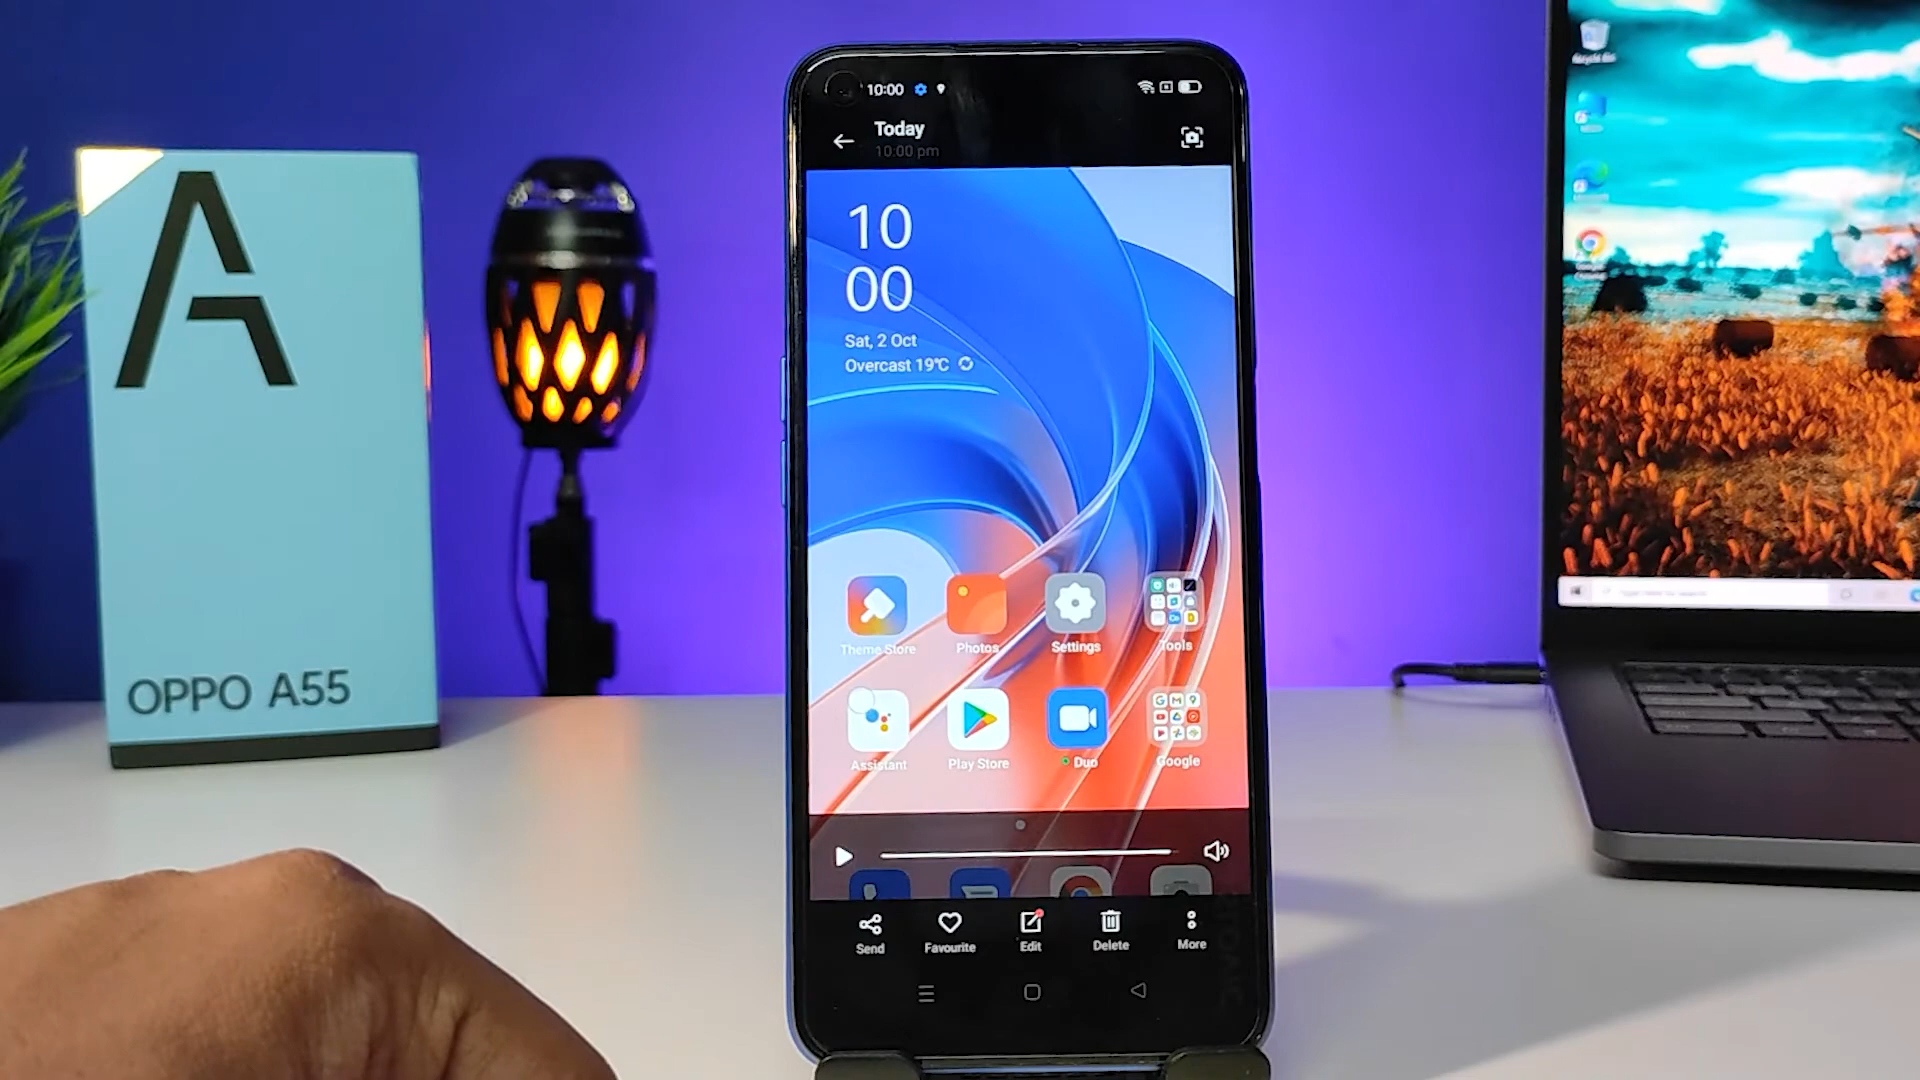 A
OPPO A55
10:00
Today
10:00 pm
10
00
Sat, 2 Oct
Overcast 19°C
Theme Store
Photos
Settings
Tools
Assistant
Play Store
Duo
Google
Send
Favourite
Edit
Delete
More